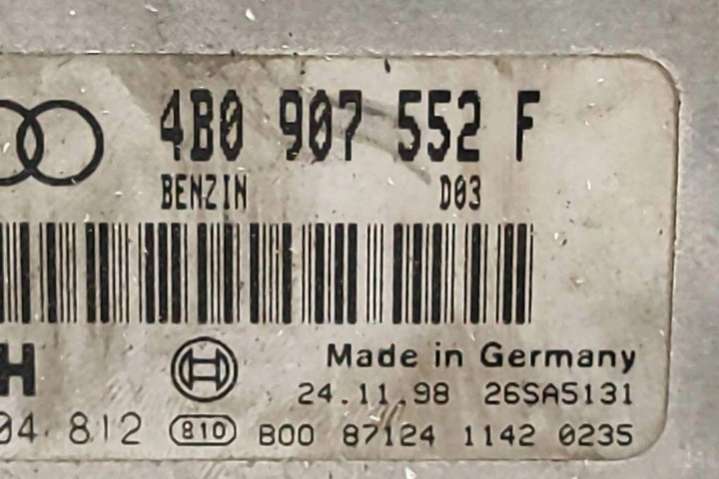 4B0 907 552 F
BENZIN D03
H Made in Germany
24.11.98 26SA5131
04 812 810 B00 87124 1142 0235